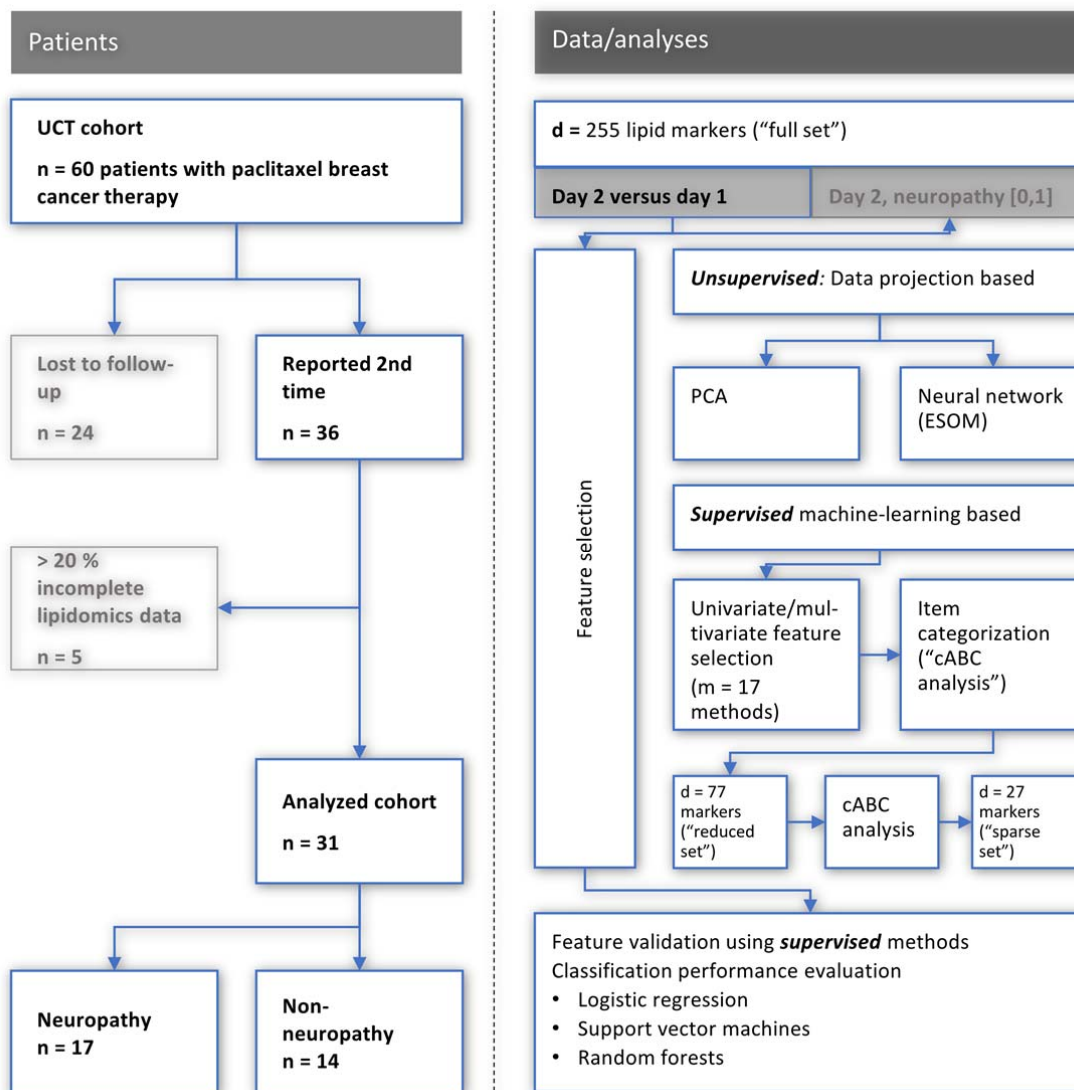 Patients
UCT cohort
n = 60 patients with paclitaxel breast
cancer therapy
Lost to follow-
up
n = 24
Reported 2nd
time
n = 36
> 20 %
incomplete
lipidomics data
n = 5
Analyzed cohort
n = 31
Neuropathy
n = 17
Non-
neuropathy
n = 14
Data/analyses
d = 255 lipid markers (“full set”)
Day 2 versus day 1
Day 2, neuropathy [0,1]
Feature selection
Unsupervised: Data projection based
PCA
Neural network
(ESOM)
Supervised machine-learning based
Univariate/mul-
tivariate feature
selection
(m = 17
methods)
Item
categorization
(“cABC
analysis”)
d = 77
markers
(“reduced
set”)
cABC
analysis
d = 27
markers
(“sparse
set”)
Feature validation using supervised methods
Classification performance evaluation
• Logistic regression
• Support vector machines
• Random forests